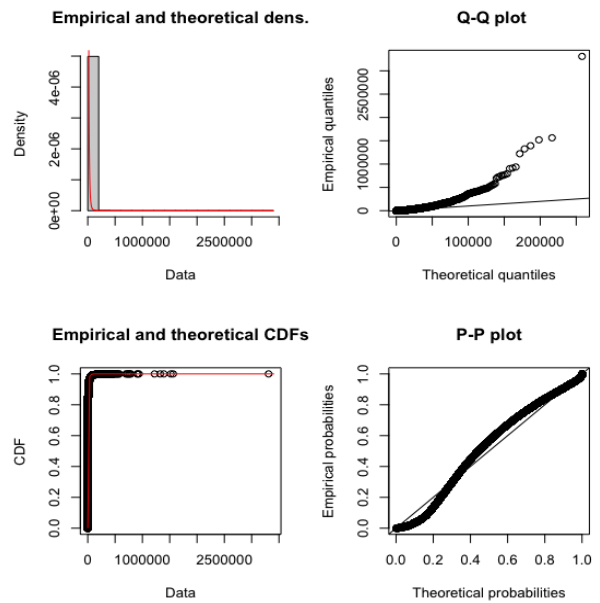 Empirical and theoretical dens.
Density
0e+00 2e-06 4e-06
0 1000000 2500000
Data
Q-Q plot
Empirical quantiles
0 1000000 2500000
0 100000 200000
Theoretical quantiles
Empirical and theoretical CDFs
CDF
0.0 0.2 0.4 0.6 0.8 1.0
0 1000000 2500000
Data
P-P plot
Empirical probabilities
0.0 0.2 0.4 0.6 0.8 1.0
0.0 0.2 0.4 0.6 0.8 1.0
Theoretical probabilities